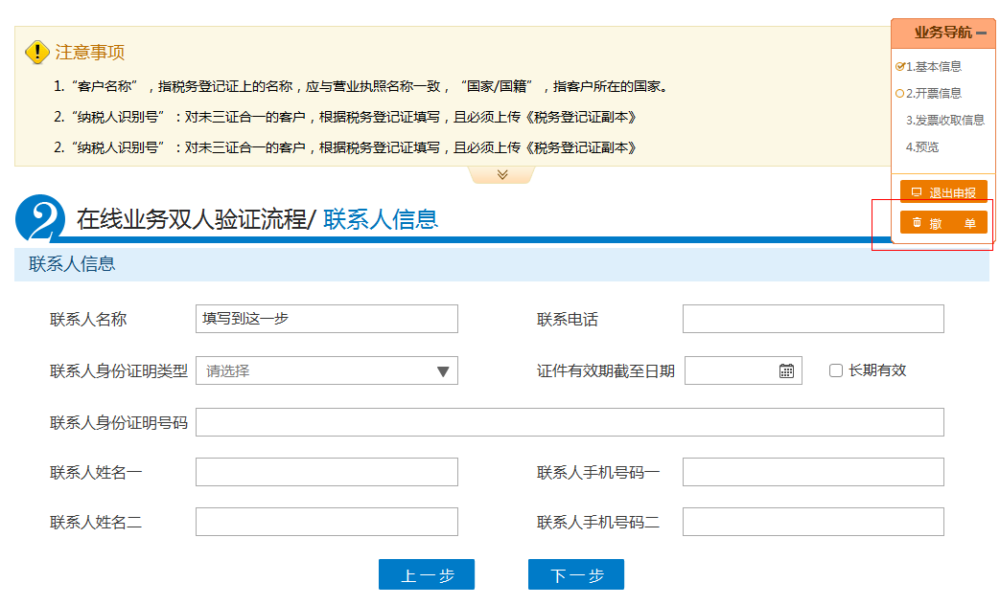 注意事项
1.“客户名称”，指税务登记证上的名称，应与营业执照名称一致，“国家/国籍”，指客户所在的国家。
2.“纳税人识别号”：对未三证合一的客户，根据税务登记证填写，且必须上传《税务登记证副本》
2.“纳税人识别号”：对未三证合一的客户，根据税务登记证填写，且必须上传《税务登记证副本》
业务导航
1.基本信息
2.开票信息
3.发票收取信息
4.预览
退出申报
撤 单
2 在线业务双人验证流程/ 联系人信息
联系人信息
联系人名称 填写到这一步 联系电话
联系人身份证明类型 请选择 证件有效期截至日期 长期有效
联系人身份证明号码
联系人姓名一 联系人手机号码一
联系人姓名二 联系人手机号码二
上一步 下一步